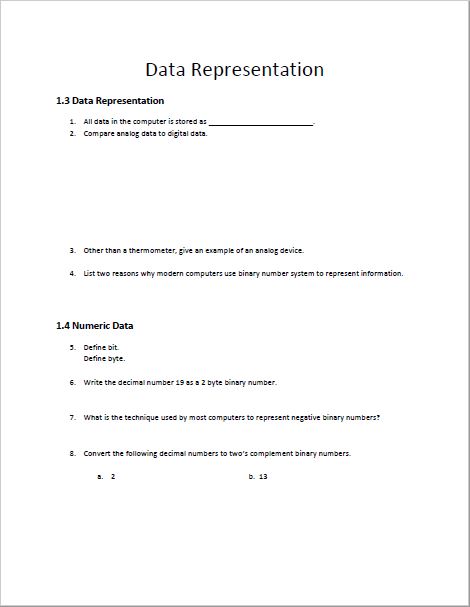 Data Representation
1.3 Data Representation
1. All data in the computer is stored as ____________________________.
2. Compare analog data to digital data.
3. Other than a thermometer, give an example of an analog device.
4. List two reasons why modern computers use binary number system to represent information.
1.4 Numeric Data
5. Define bit.
Define byte.
6. Write the decimal number 19 as a 2 byte binary number.
7. What is the technique used by most computers to represent negative binary numbers?
8. Convert the following decimal numbers to two's complement binary numbers.
a. 2 b. 13